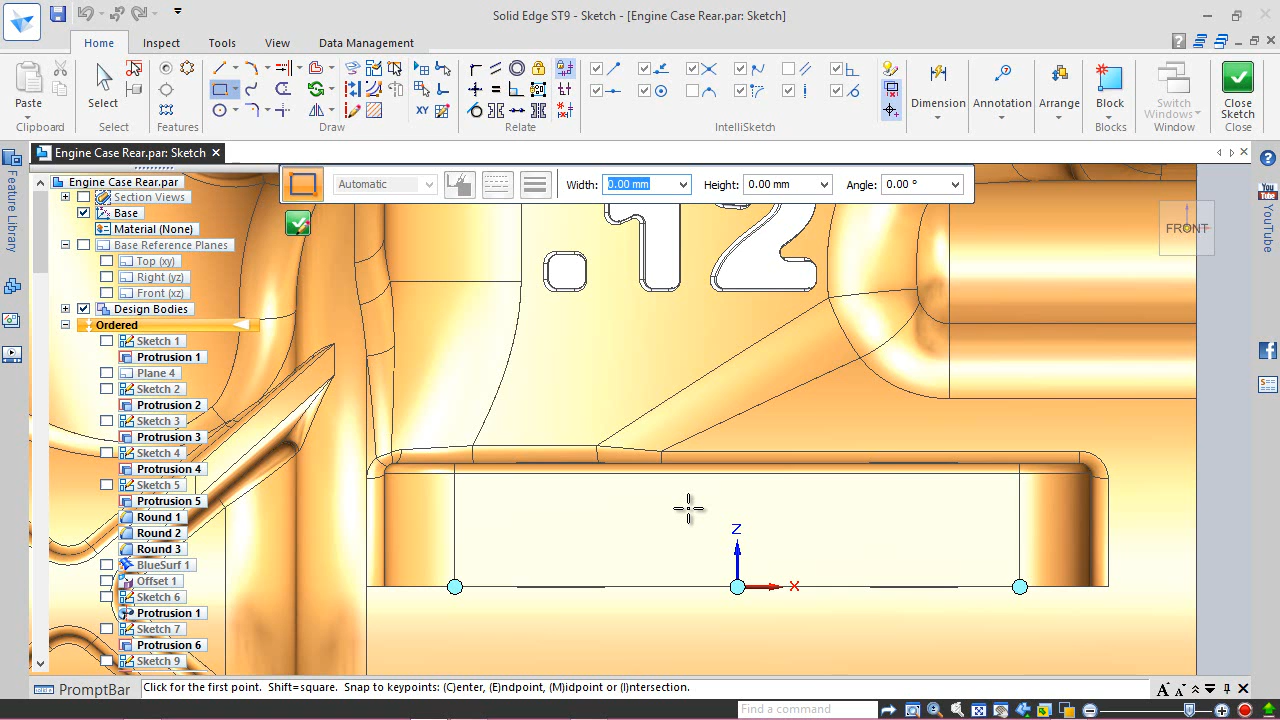 Solid Edge ST9 - Sketch - [Engine Case Rear.par: Sketch]
Home Inspect Tools View Data Management
Paste
Select
Dimension Annotation Arrange Block Switch Windows Close Sketch
Clipboard Select Features Draw Relate IntelliSketch Blocks Window Close
Engine Case Rear.par: Sketch
Automatic Width: 0.00 mm Height: 0.00 mm Angle: 0.00 °
Feature Library
YouTube
Engine Case Rear.par
Section Views
Base
Material (None)
Base Reference Planes
Top (xy)
Right (yz)
Front (xz)
Design Bodies
Ordered
Sketch 1
Protrusion 1
Plane 4
Sketch 2
Protrusion 2
Sketch 3
Protrusion 3
Sketch 4
Protrusion 4
Sketch 5
Protrusion 5
Round 1
Round 2
Round 3
BlueSurf 1
Offset 1
Sketch 6
Protrusion 1
Sketch 7
Protrusion 6
Sketch 9
.12
FRONT
Z
X
PromptBar Click for the first point. Shift=square. Snap to keypoints: (C)enter, (E)ndpoint, (M)idpoint or (I)ntersection.
Find a command